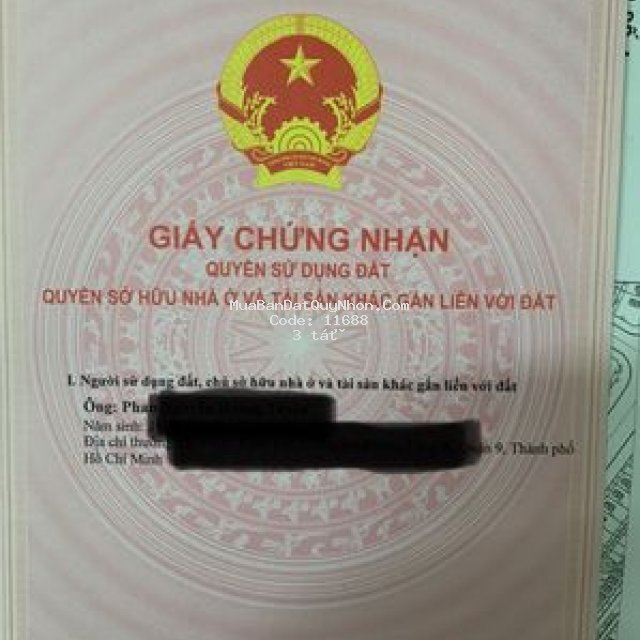 GIẤY CHỨNG NHẬN
QUYỀN SỬ DỤNG ĐẤT
QUYỀN SỞ HỮU NHÀ Ở VÀ TÀI SẢN KHÁC GẮN LIỀN VỚI ĐẤT
MuaBanDatQuyNhon.Com
Code: 11688
3 tất
I. Người sử dụng đất, chủ sở hữu nhà ở và tài sản khác gắn liền với đất
Ông: Phan
Năm sinh:
Địa chỉ thường 9, Thành phố
Hồ Chí Minh